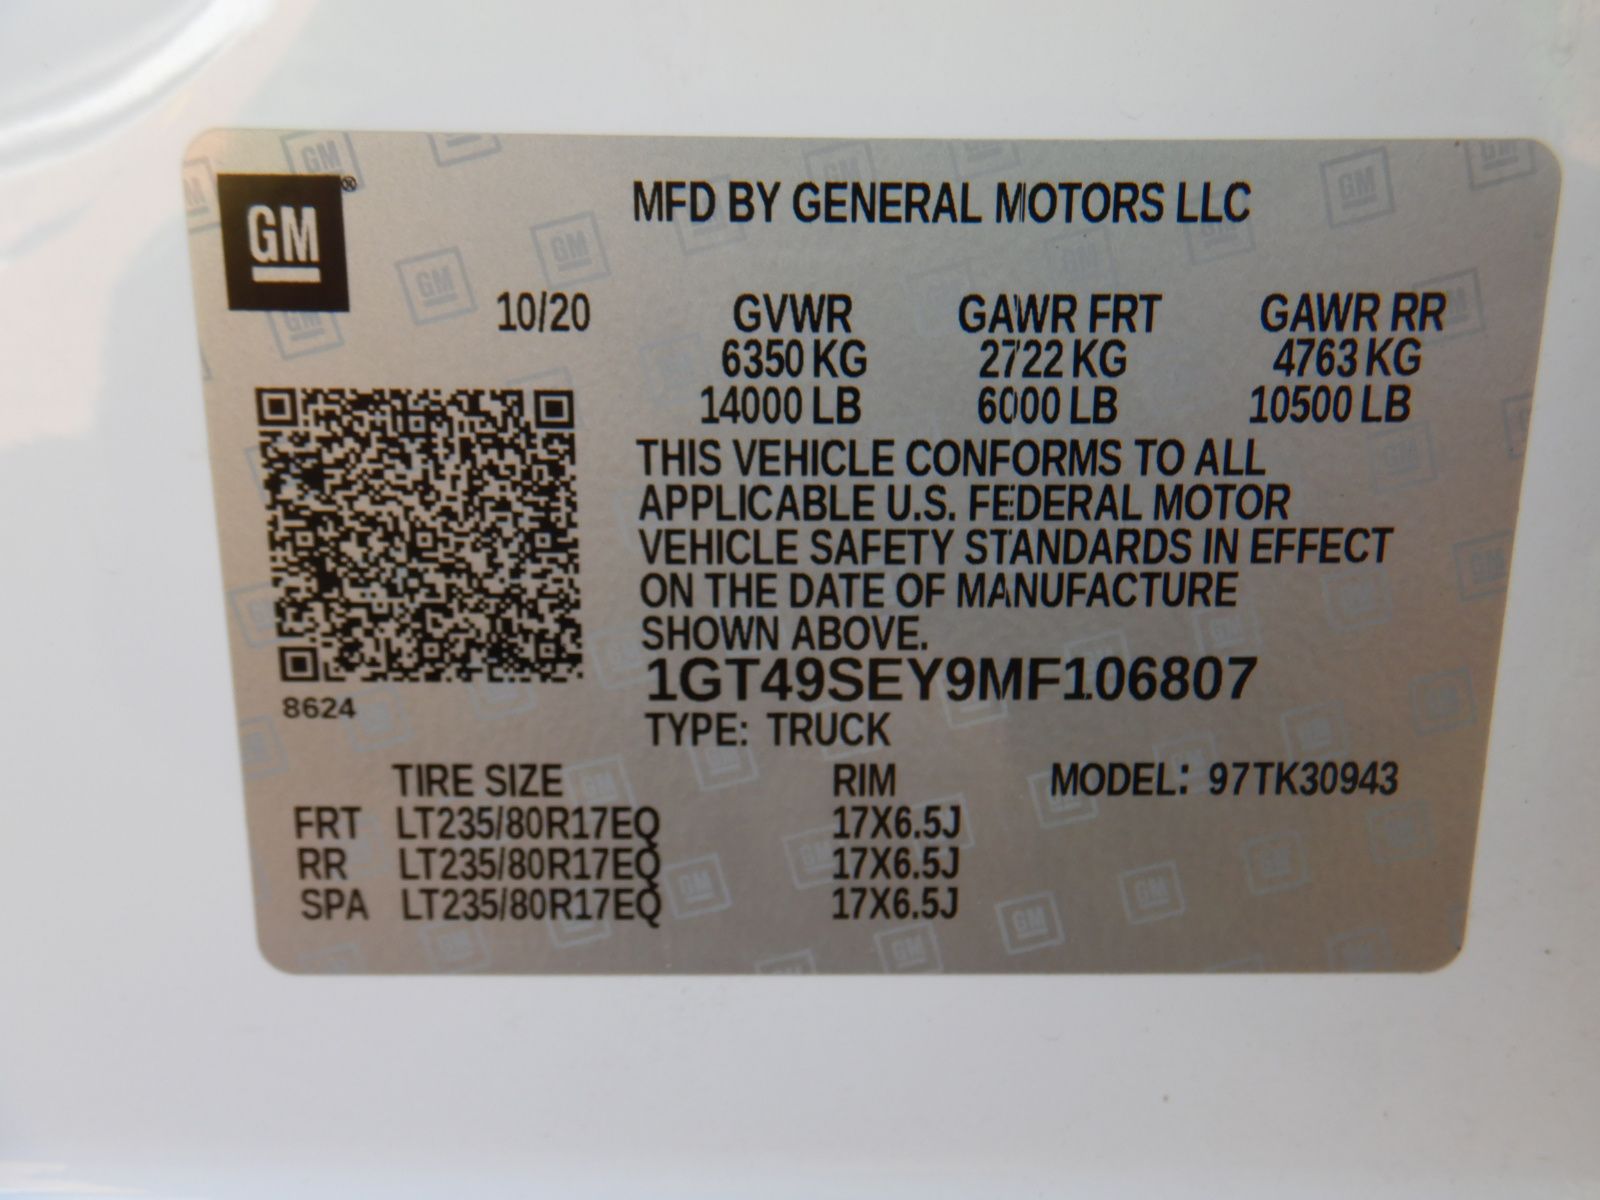 GM®
MFD BY GENERAL MOTORS LLC
10/20 GVWR GAWR FRT GAWR RR
6350 KG 2722 KG 4763 KG
14000 LB 6000 LB 10500 LB
THIS VEHICLE CONFORMS TO ALL
APPLICABLE U.S. FEDERAL MOTOR
VEHICLE SAFETY STANDARDS IN EFFECT
ON THE DATE OF MANUFACTURE
SHOWN ABOVE.
1GT49SEY9MF106807
8624
TYPE: TRUCK
TIRE SIZE RIM MODEL: 97TK30943
FRT LT235/80R17EQ 17X6.5J
RR LT235/80R17EQ 17X6.5J
SPA LT235/80R17EQ 17X6.5J